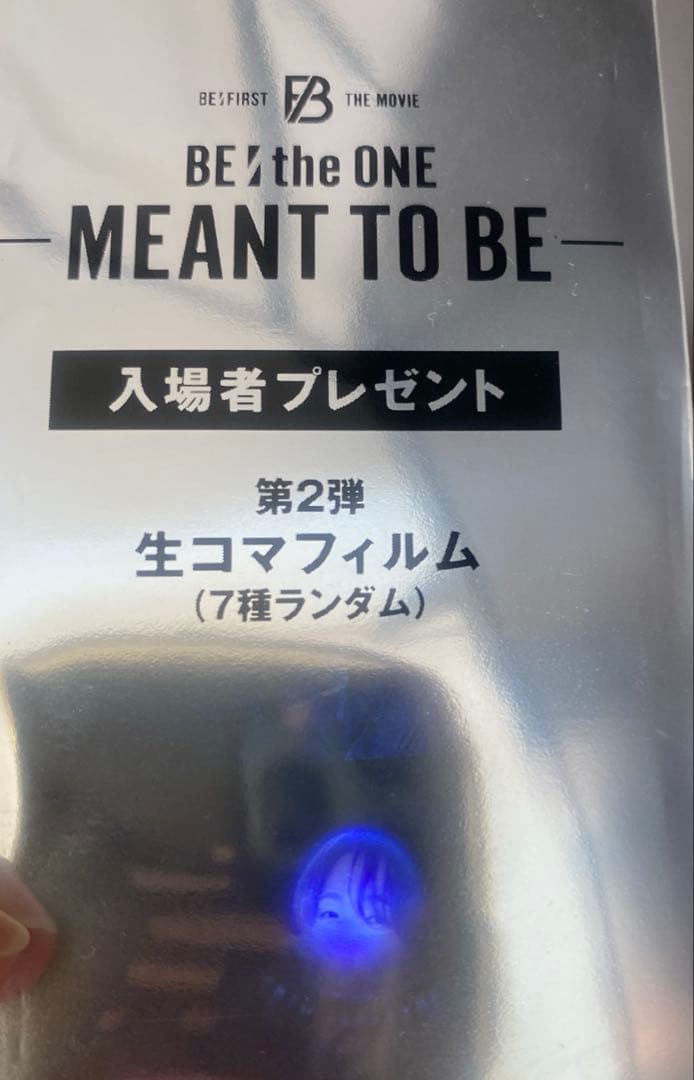 BE:FIRST THE MOVIE
BE:the ONE
MEANT TO BE
入場者プレゼント
第2弾
生コマフィルム
(7種ランダム)